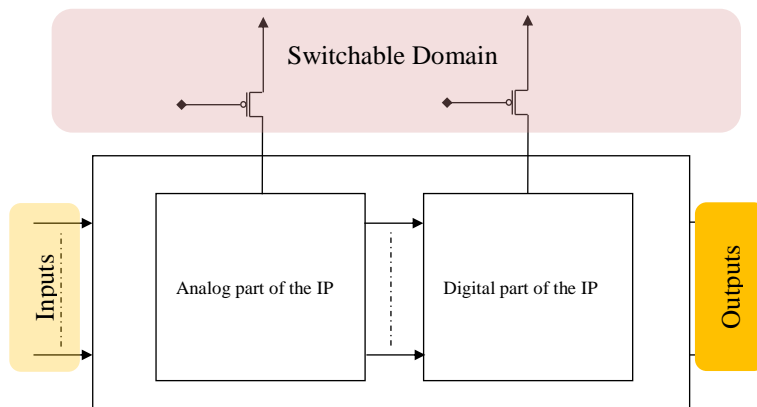 Switchable Domain
Inputs
Analog part of the IP
Digital part of the IP
Outputs